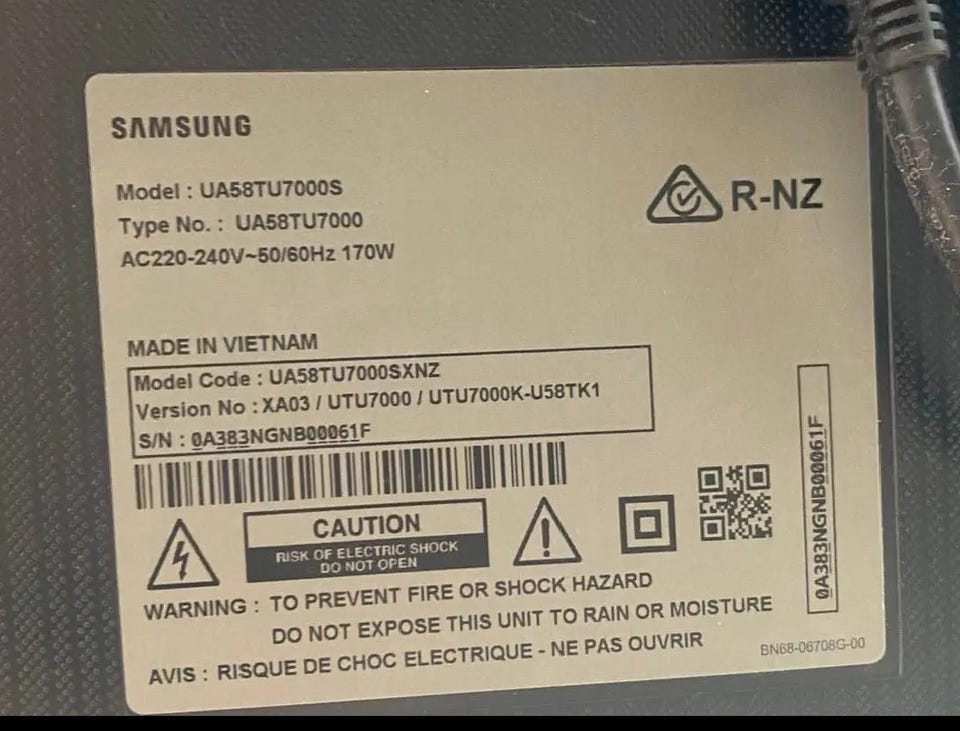 SAMSUNG
Model : UA58TU7000S
Type No. : UA58TU7000
AC220-240V~50/60Hz 170W
R-NZ
MADE IN VIETNAM
Model Code : UA58TU7000SXNZ
Version No : XA03 / UTU7000 / UTU7000K-U58TK1
S/N : 0A383NGNB00061F
0A383NGNB00061F
CAUTION
RISK OF ELECTRIC SHOCK
DO NOT OPEN
WARNING : TO PREVENT FIRE OR SHOCK HAZARD
DO NOT EXPOSE THIS UNIT TO RAIN OR MOISTURE
AVIS : RISQUE DE CHOC ELECTRIQUE - NE PAS OUVRIR
BN68-06708G-00